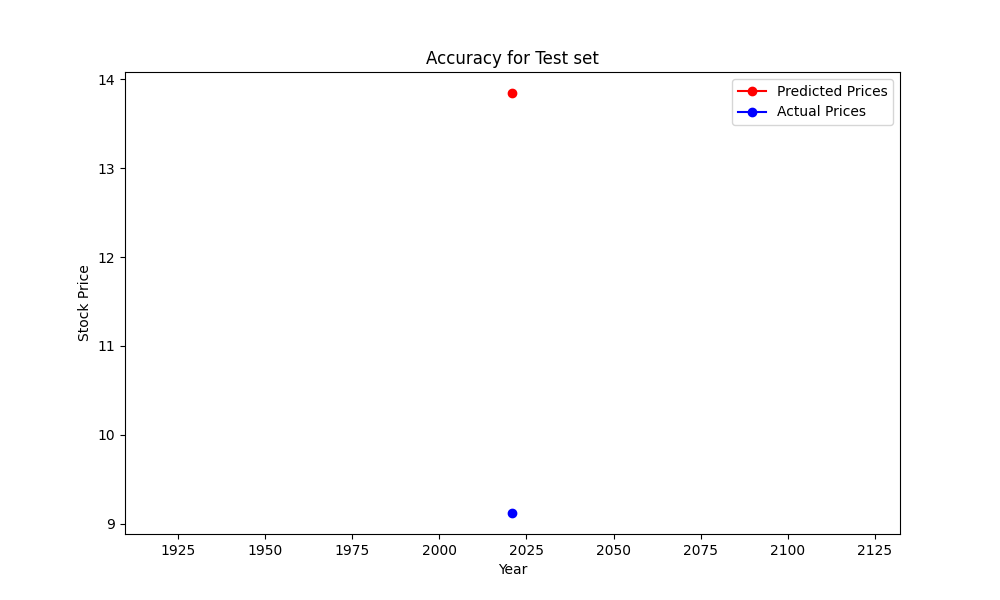 Accuracy for Test set
14
13
12
11
10
9
Stock Price
Predicted Prices
Actual Prices
1925 1950 1975 2000 2025 2050 2075 2100 2125
Year